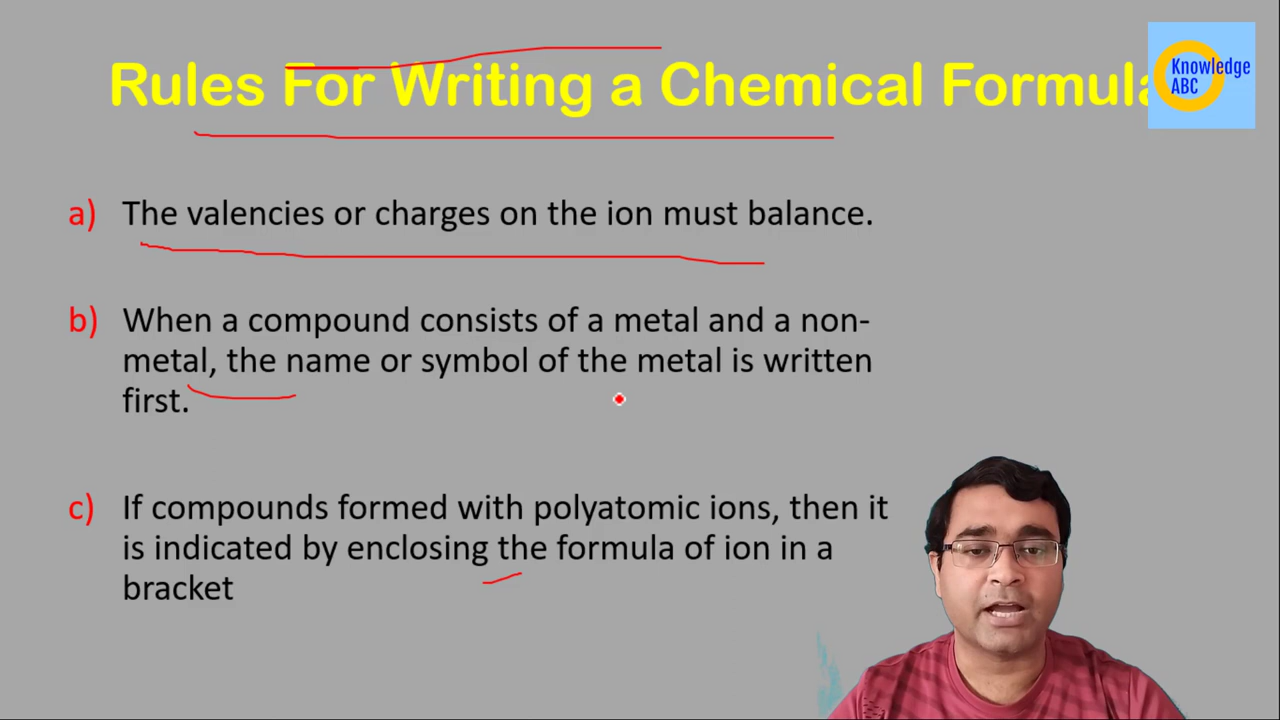 Rules For Writing a Chemical Formula
Knowledge
ABC
a) The valencies or charges on the ion must balance.
b) When a compound consists of a metal and a non-
metal, the name or symbol of the metal is written
first.
c) If compounds formed with polyatomic ions, then it
is indicated by enclosing the formula of ion in a
bracket